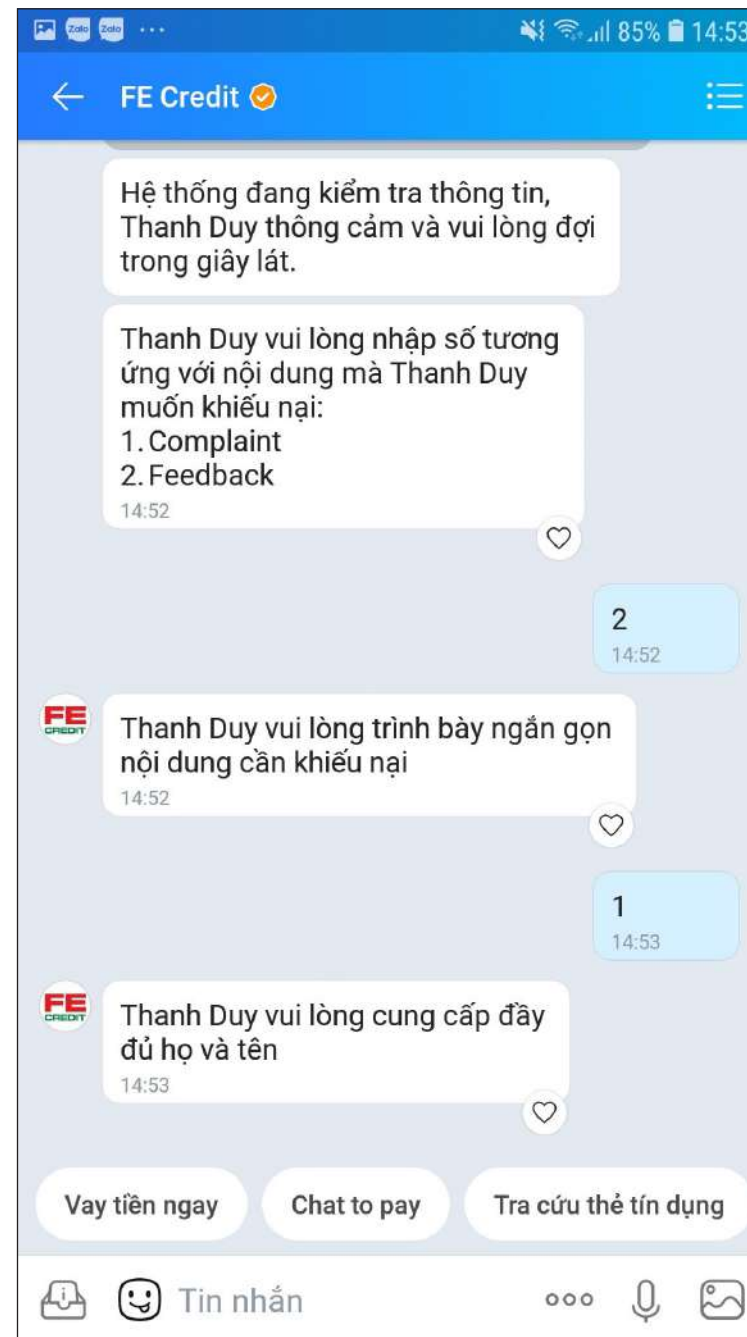 Zalo Zalo 85% 14:53
FE Credit
Hệ thống đang kiểm tra thông tin,
Thanh Duy thông cảm và vui lòng đợi
trong giây lát.
Thanh Duy vui lòng nhập số tương
ứng với nội dung mà Thanh Duy
muốn khiếu nại:
1. Complaint
2. Feedback
14:52
2
14:52
FE
CREDIT
Thanh Duy vui lòng trình bày ngắn gọn
nội dung cần khiếu nại
14:52
1
14:53
FE
CREDIT
Thanh Duy vui lòng cung cấp đầy
đủ họ và tên
14:53
Vay tiền ngay Chat to pay Tra cứu thẻ tín dụng
Tin nhắn